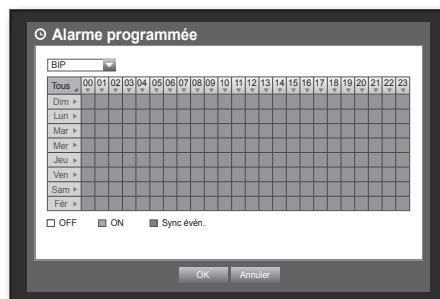 Alarme programmée
BIP
Tous 00 01 02 03 04 05 06 07 08 09 10 11 12 13 14 15 16 17 18 19 20 21 22 23
Dim
Lun
Mar
Mer
Jeu
Ven
Sam
Fér
OFF ON Sync évén.
OK Annuler